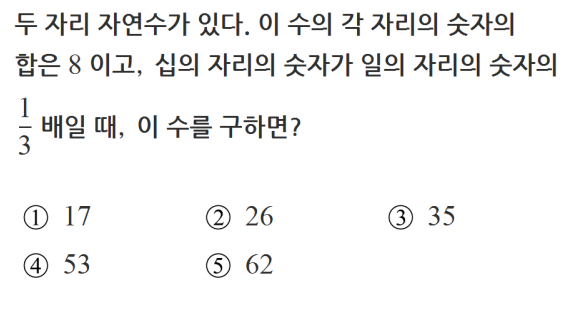 두 자리 자연수가 있다. 이 수의 각 자리의 숫자의
합은 8 이고, 십의 자리의 숫자가 일의 자리의 숫자의
1/3 배일 때, 이 수를 구하면?
① 17 ② 26 ③ 35
④ 53 ⑤ 62